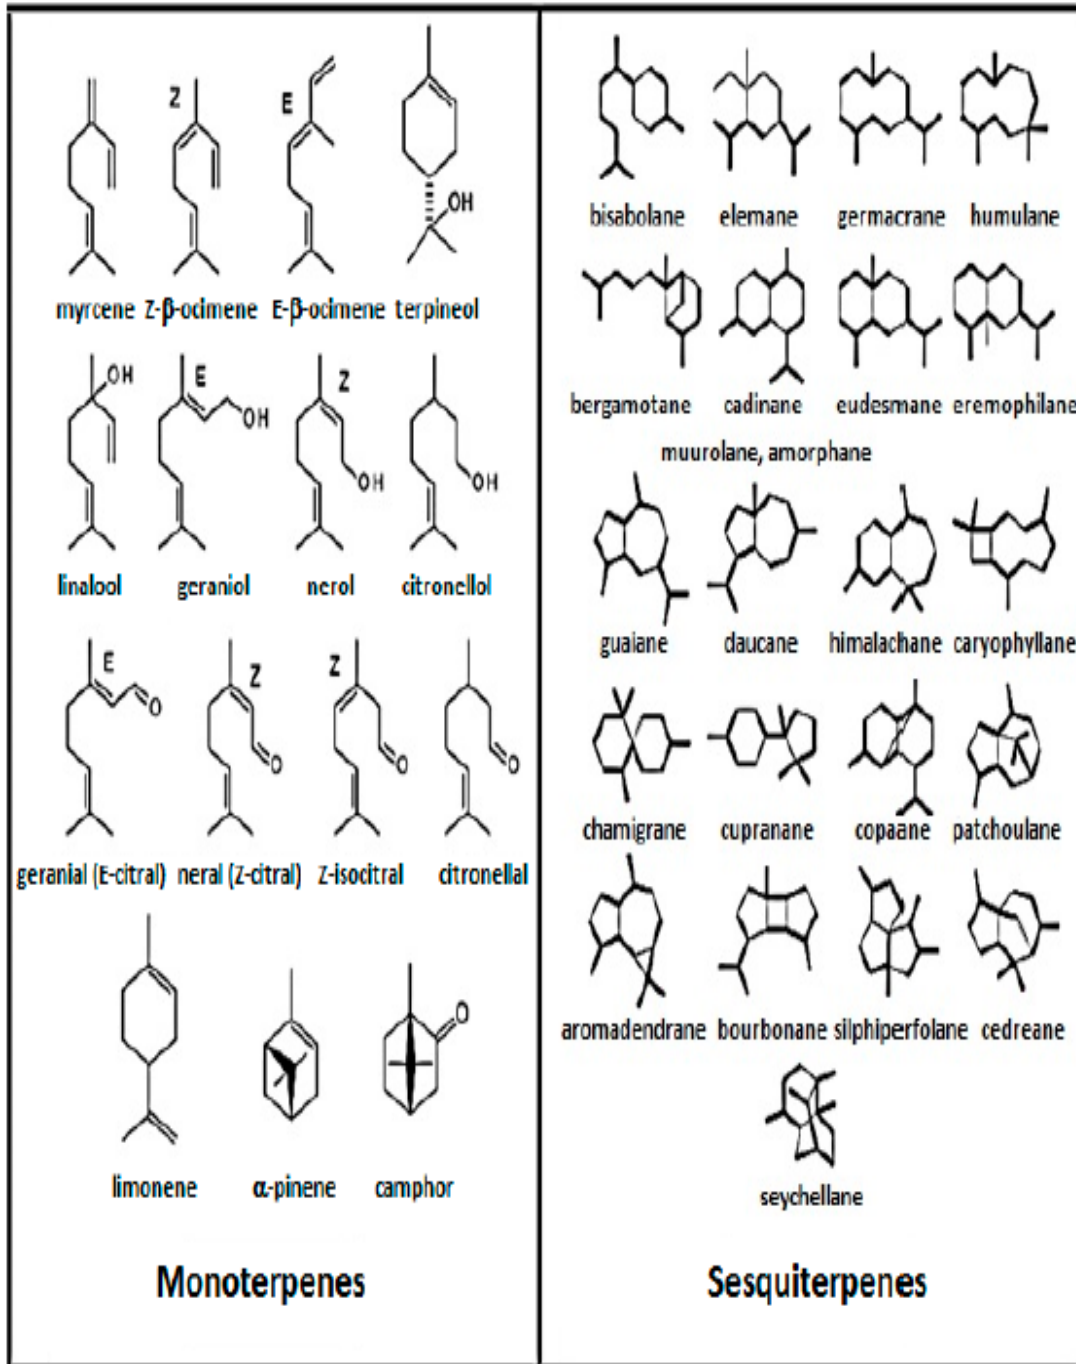 Z
E
OH
myrcene Z-β-ocimene E-β-ocimene terpineol
OH
E
OH
Z
OH
OH
linalool geraniol nerol citronellol
E
O
Z
O
Z
O
O
geranial (E-citral) neral (Z-citral) Z-isocitral citronellal
O
limonene α-pinene camphor
Monoterpenes
bisabolane elemane germacrane humulane
bergamotane cadinane eudesmane eremophilane
muurolane, amorphane
guaiane daucane himalachane caryophyllane
chamigrane cupranane copaane patchoulane
aromadendrane bourbonane silphiperfolane cedreane
seychellane
Sesquiterpenes